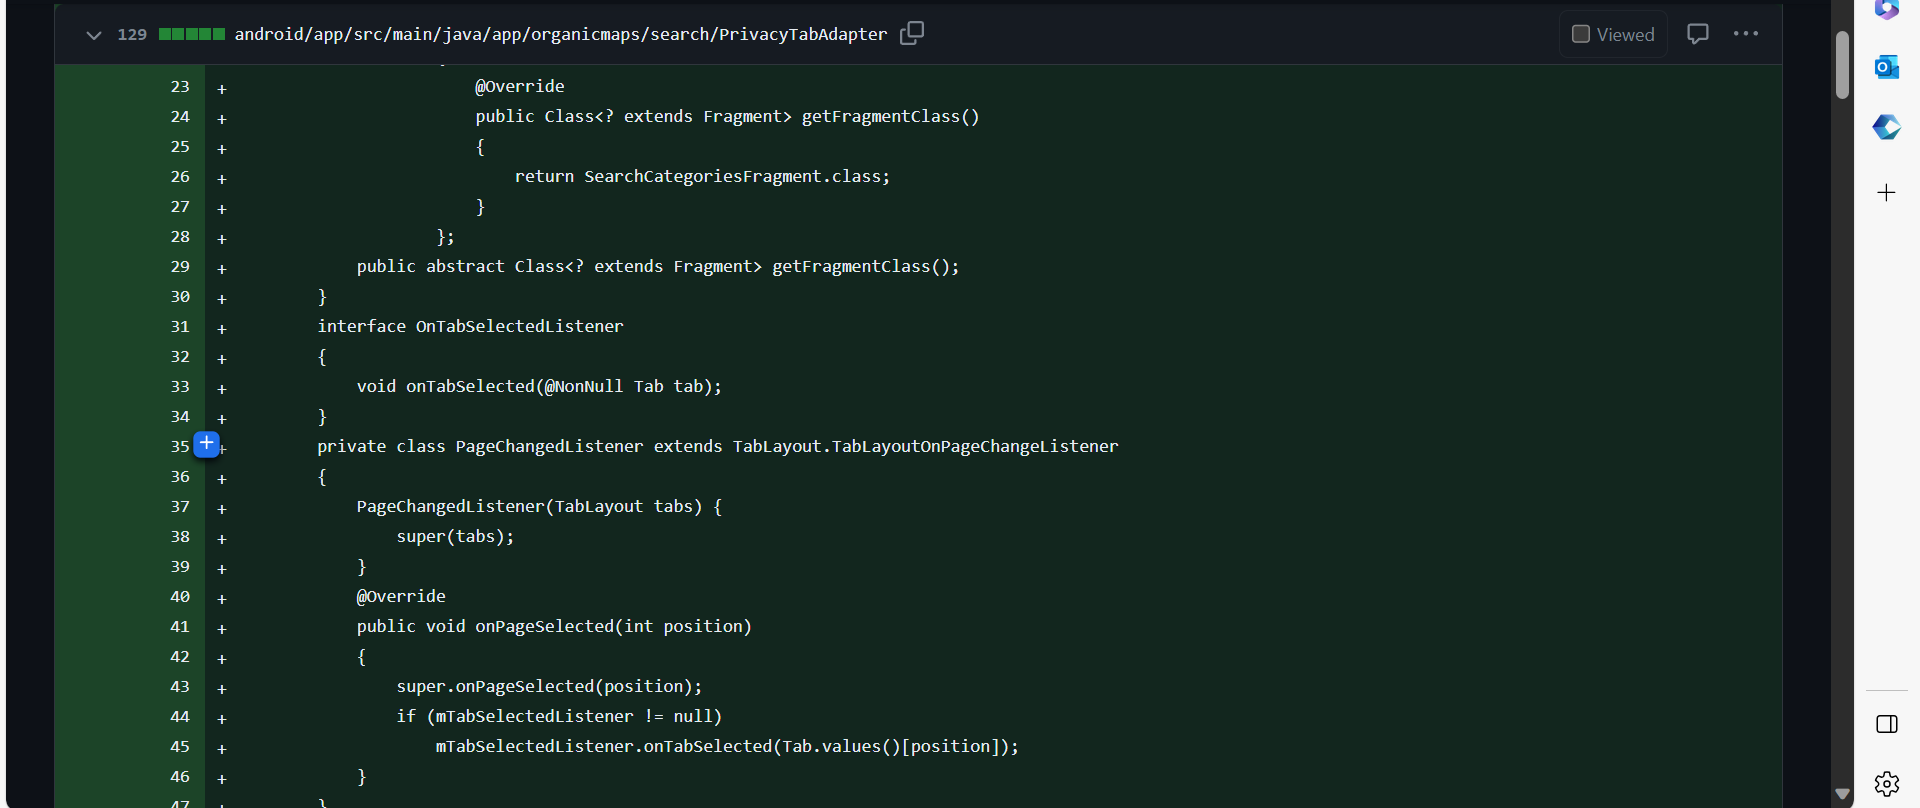 129 android/app/src/main/java/app/organicmaps/search/PrivacyTabAdapter Viewed
23 + @Override
24 + public Class<? extends Fragment> getFragmentClass()
25 + {
26 + return SearchCategoriesFragment.class;
27 + }
28 + };
29 + public abstract Class<? extends Fragment> getFragmentClass();
30 + }
31 + interface OnTabSelectedListener
32 + {
33 + void onTabSelected(@NonNull Tab tab);
34 + }
35 + private class PageChangedListener extends TabLayout.TabLayoutOnPageChangeListener
36 + {
37 + PageChangedListener(TabLayout tabs) {
38 + super(tabs);
39 + }
40 + @Override
41 + public void onPageSelected(int position)
42 + {
43 + super.onPageSelected(position);
44 + if (mTabSelectedListener != null)
45 + mTabSelectedListener.onTabSelected(Tab.values()[position]);
46 + }
47 + }